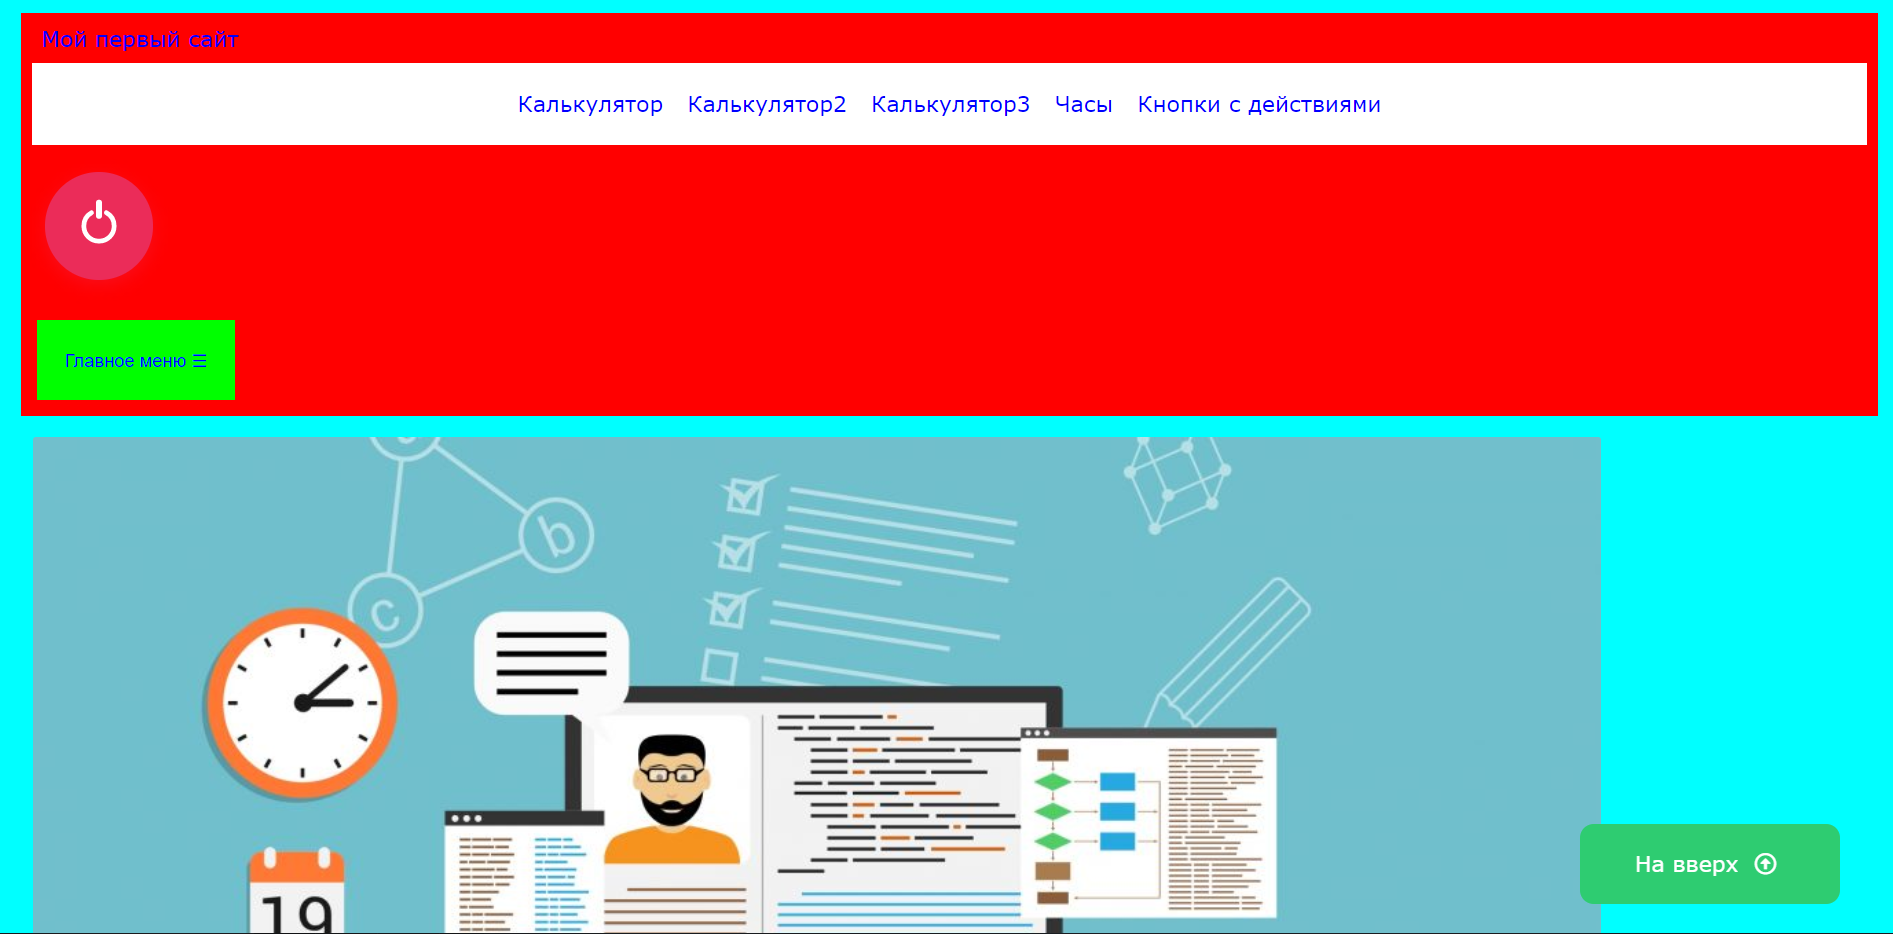 Мой первый сайт
Калькулятор Калькулятор2 Калькулятор3 Часы Кнопки с действиями
Главное меню ☰
b
c
19
На вверх